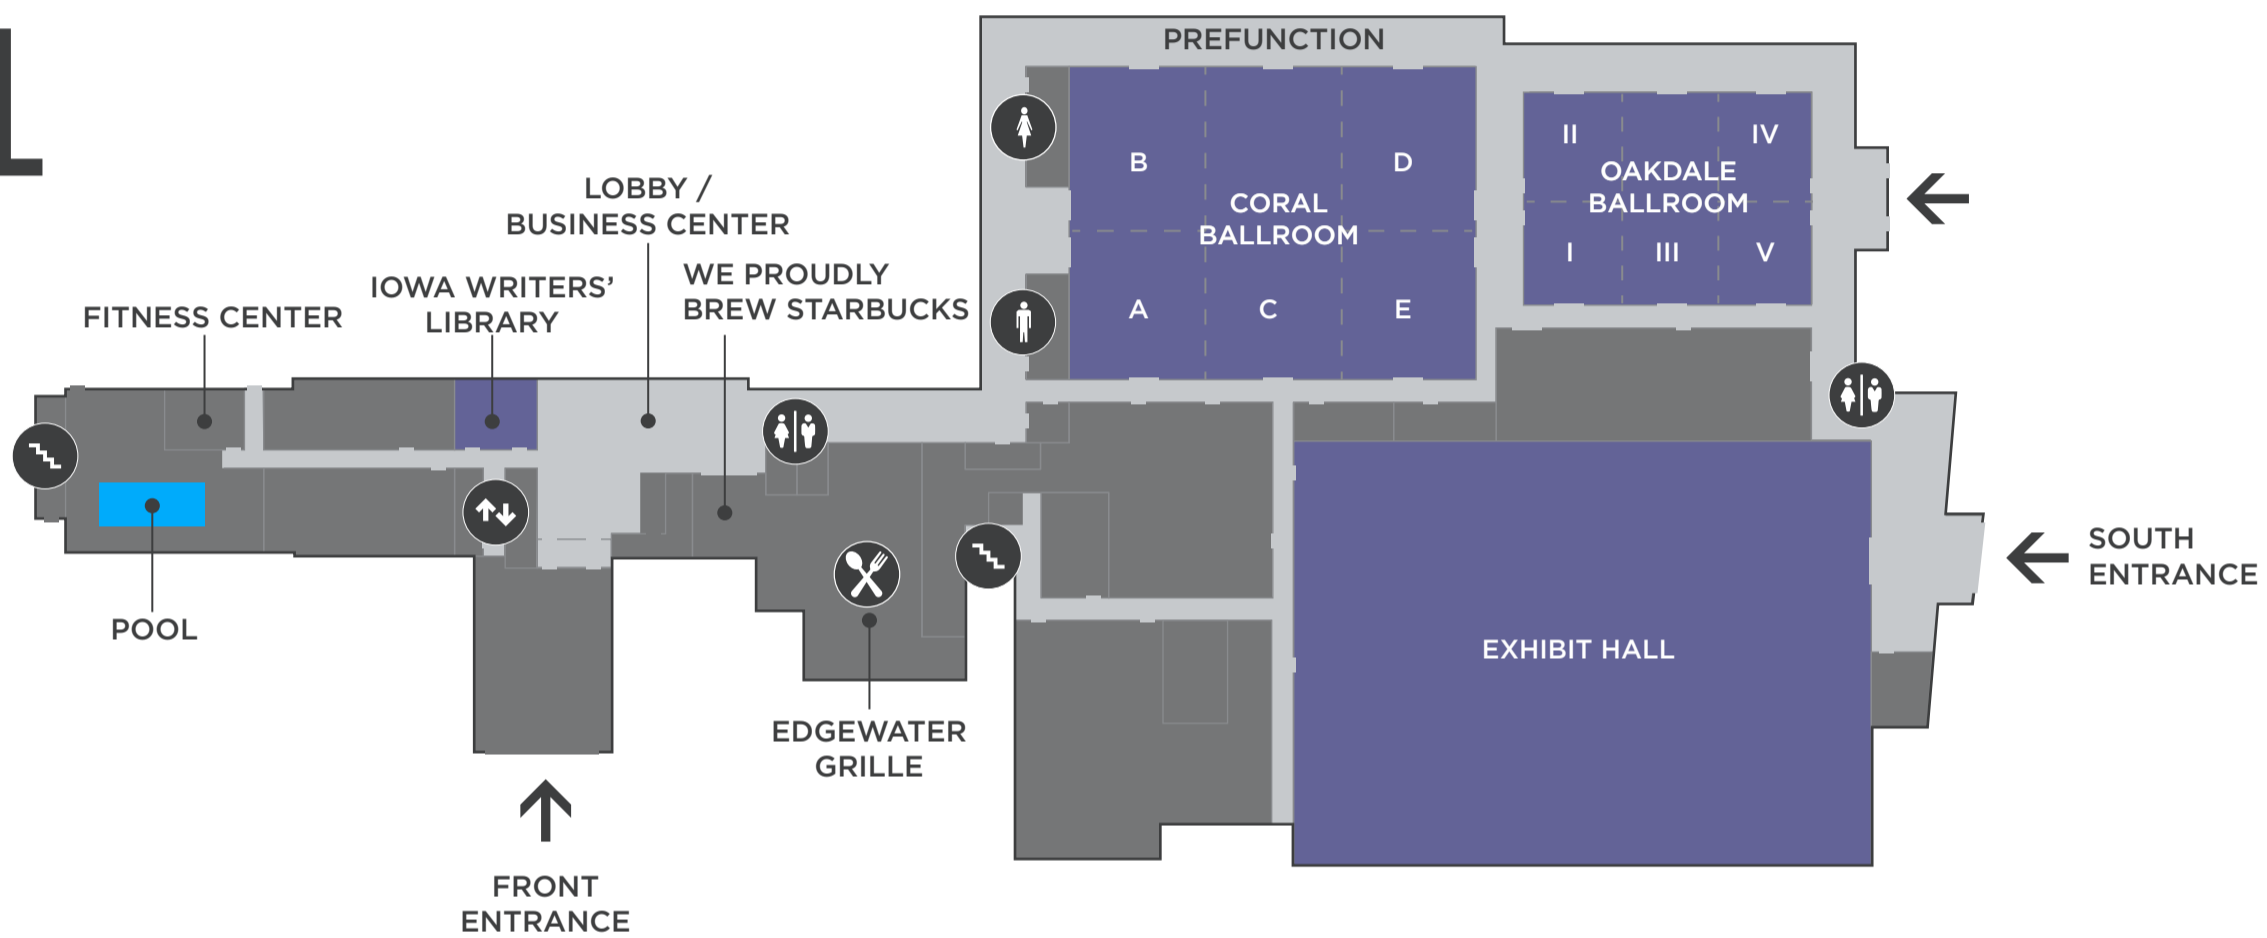 L
PREFUNCTION
B
D
CORAL
BALLROOM
A
C
E
II
IV
OAKDALE
BALLROOM
I
III
V
LOBBY /
BUSINESS CENTER
IOWA WRITERS'
LIBRARY
WE PROUDLY
BREW STARBUCKS
FITNESS CENTER
POOL
EDGEWATER
GRILLE
EXHIBIT HALL
SOUTH
ENTRANCE
FRONT
ENTRANCE